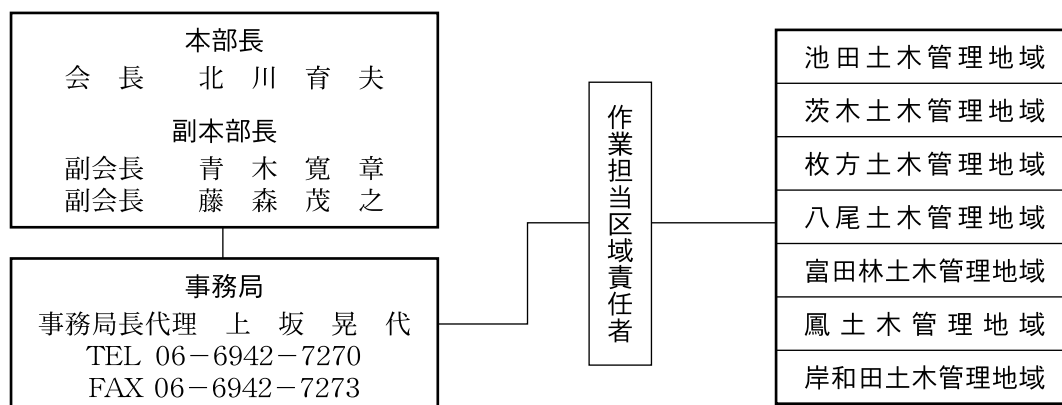 本部長
会長 北川育夫
副本部長
副会長 青木寛章
副会長 藤森茂之
事務局
事務局長代理 上坂晃代
TEL 06−6942−7270
FAX 06−6942−7273
作業担当区域責任者
池田土木管理地域
茨木土木管理地域
枚方土木管理地域
八尾土木管理地域
富田林土木管理地域
鳳土木管理地域
岸和田土木管理地域